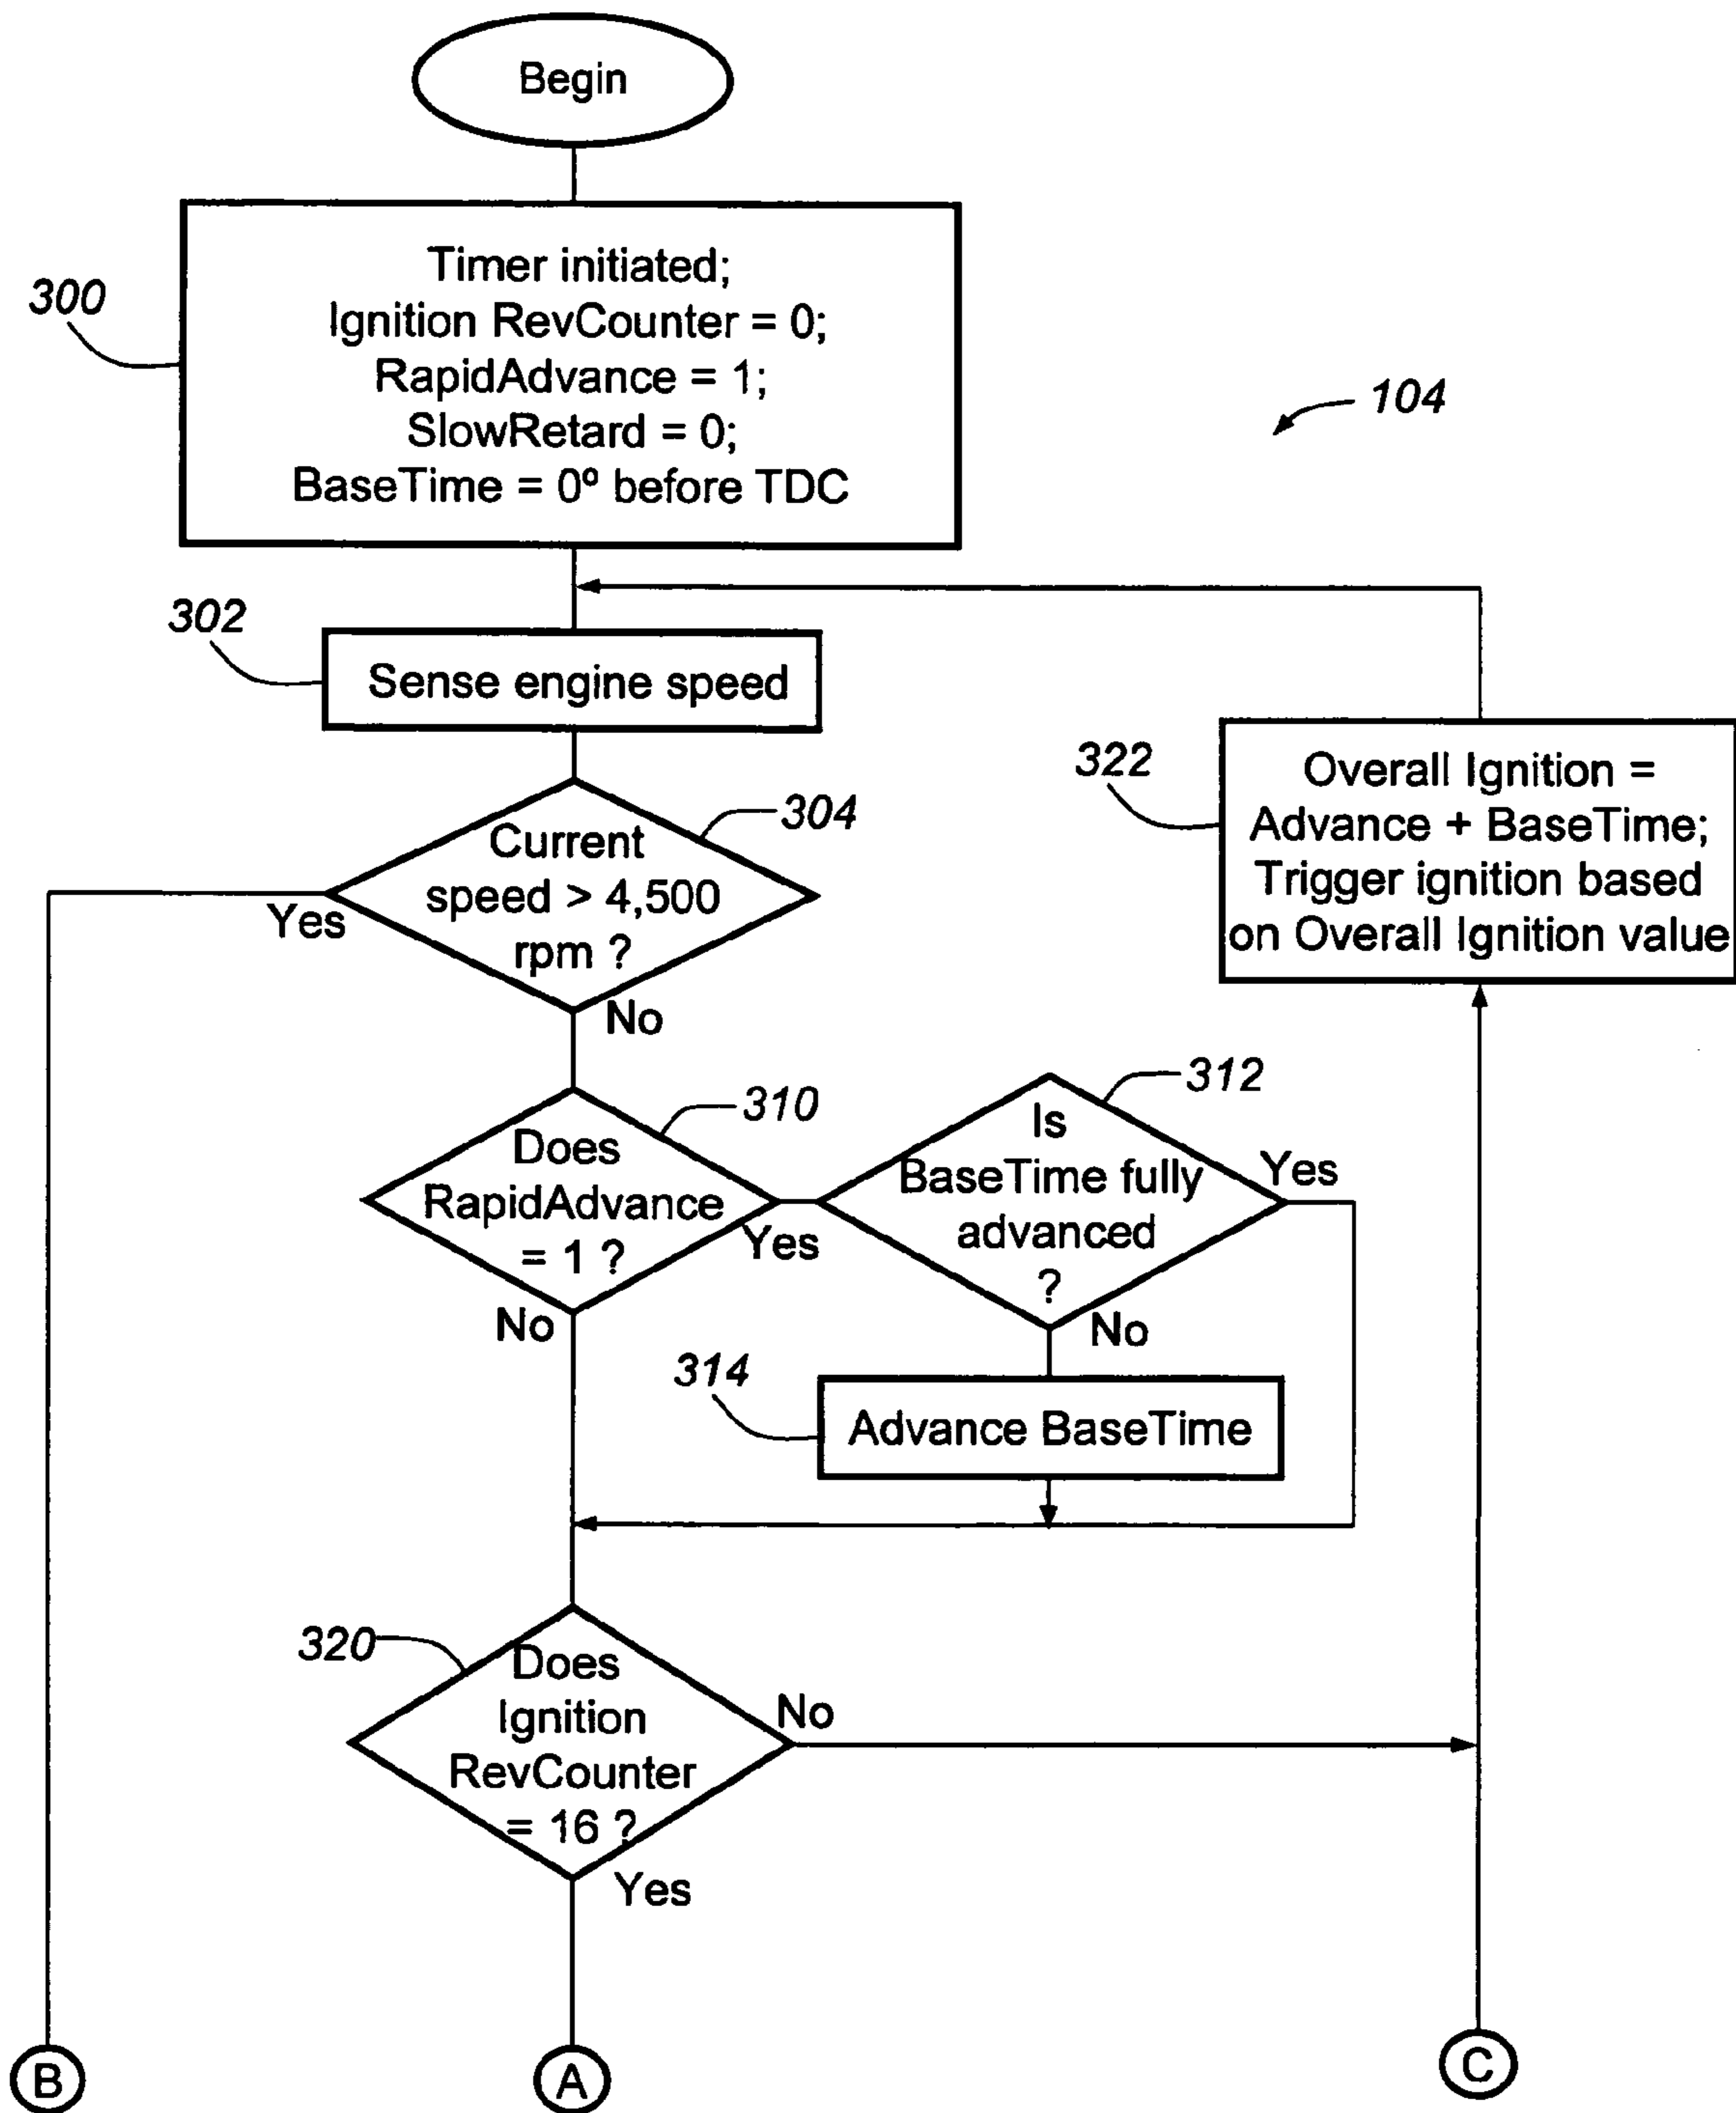 Begin
300
Timer initiated;
Ignition RevCounter = 0;
RapidAdvance = 1;
SlowRetard = 0;
BaseTime = 0º before TDC
104
302
Sense engine speed
304
Current
speed > 4,500
rpm ?
Yes
No
322
Overall Ignition =
Advance + BaseTime;
Trigger ignition based
on Overall Ignition value
310
Does
RapidAdvance
= 1 ?
Yes
No
312
Is
BaseTime fully
advanced
?
Yes
No
314
Advance BaseTime
320
Does
Ignition
RevCounter
= 16 ?
No
Yes
B
A
C